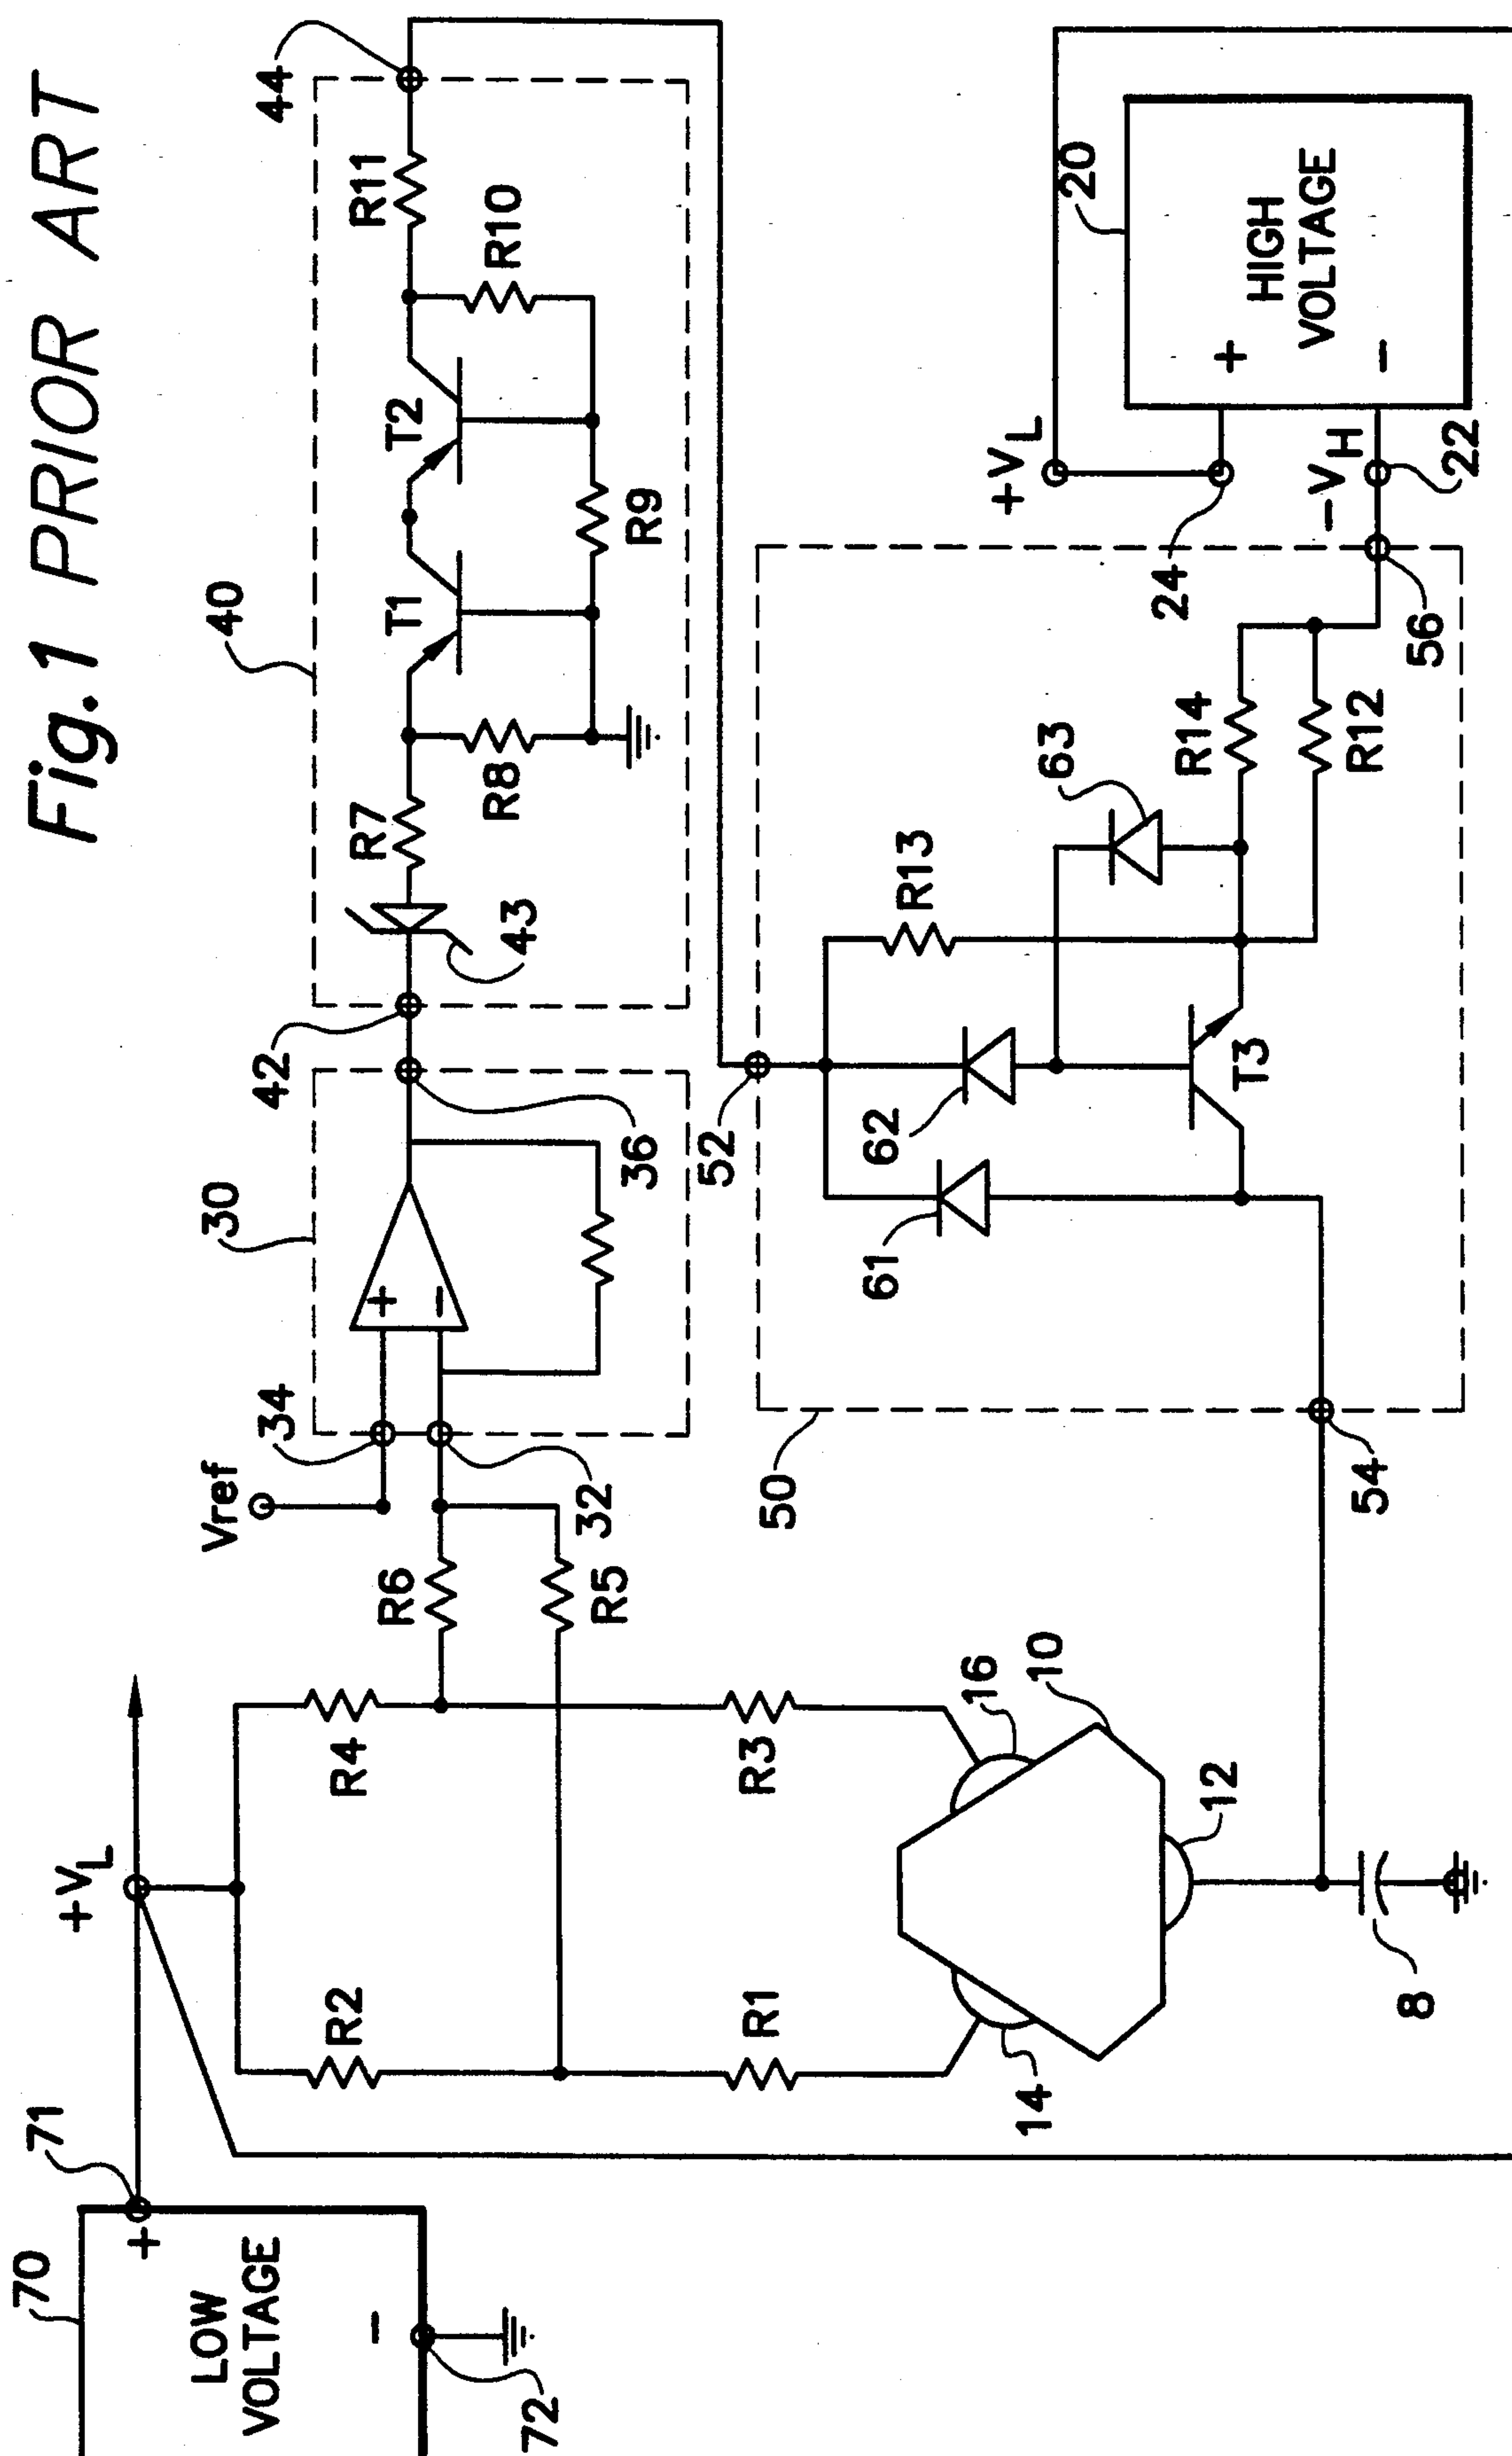 Fig.1 PRIOR ART
70
71
+
LOW
VOLTAGE
−
72
+VL
R2
R4
R1
R3
R6
R5
14
16
10
12
8
Vref
34
32
30
+
−
36
42
40
43
R7
R8
T1
T2
R9
R10
R11
44
50
52
54
61
62
63
R13
T3
R14
R12
56
+VL
24
−VH
22
20
+
−
HIGH
VOLTAGE